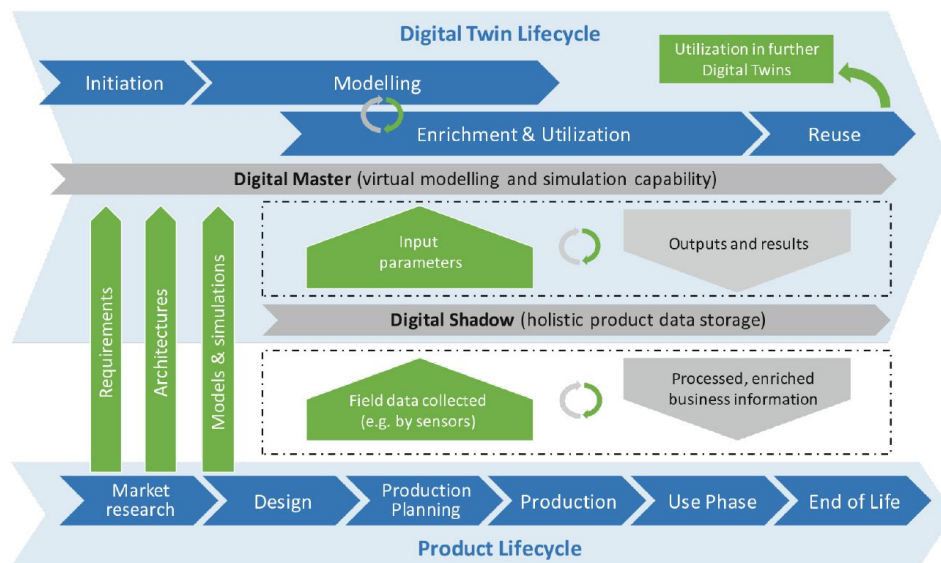 Digital Twin Lifecycle
Utilization in further
Digital Twins
Initiation
Modelling
Enrichment & Utilization
Reuse
Digital Master (virtual modelling and simulation capability)
Requirements
Architectures
Models & simulations
Input
parameters
Outputs and results
Digital Shadow (holistic product data storage)
Field data collected
(e.g. by sensors)
Processed, enriched
business information
Market
research
Design
Production
Planning
Production
Use Phase
End of Life
Product Lifecycle